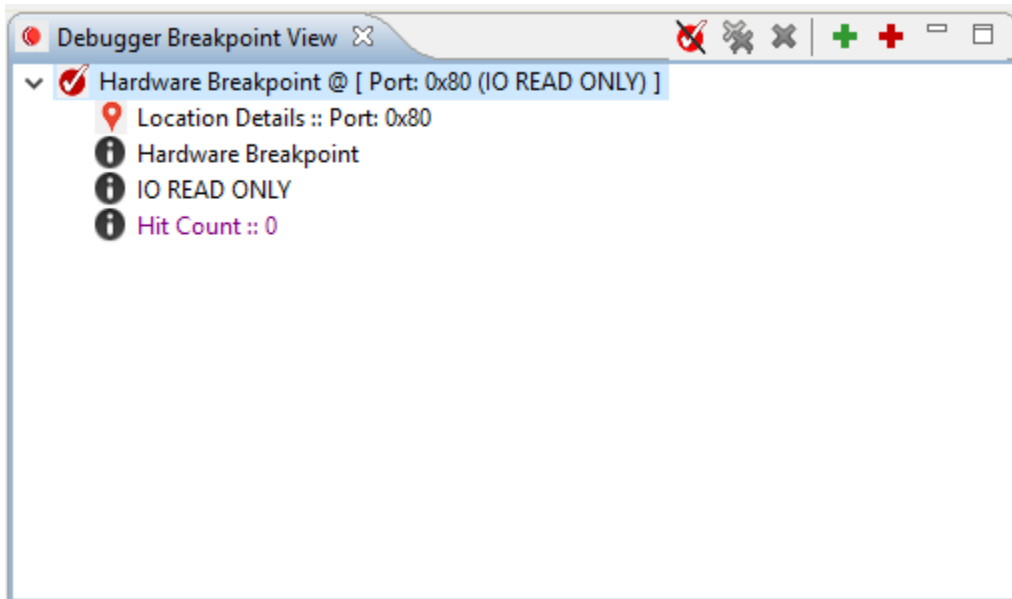 Debugger Breakpoint View
Hardware Breakpoint @ [ Port: 0x80 (IO READ ONLY) ]
Location Details :: Port: 0x80
Hardware Breakpoint
IO READ ONLY
Hit Count :: 0